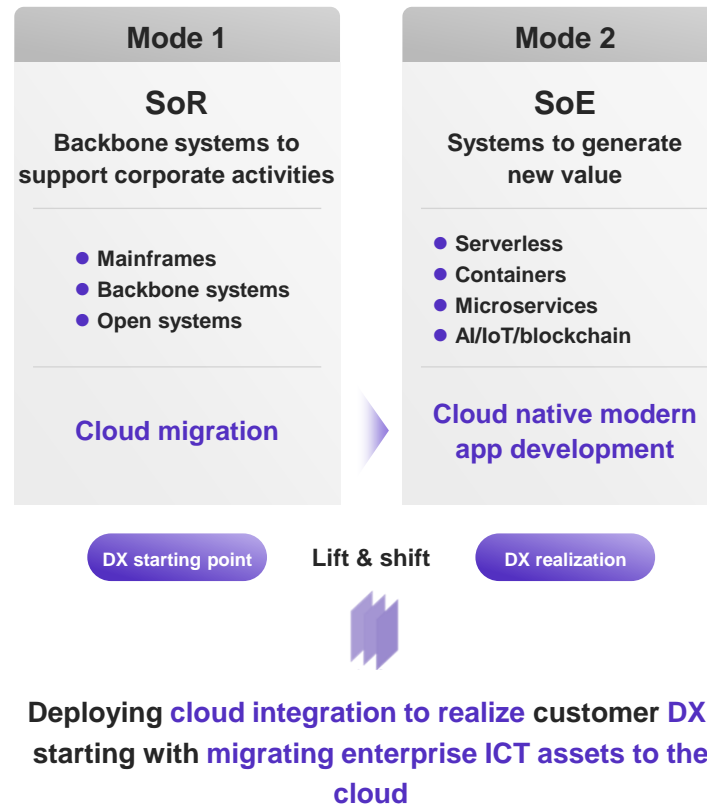 Mode 1
SoR
Backbone systems to
support corporate activities
Mainframes
Backbone systems
Open systems
Cloud migration
Mode 2
SoE
Systems to generate
new value
Serverless
Containers
Microservices
AI/IoT/blockchain
Cloud native modern
app development
DX starting point
Lift & shift
DX realization
Deploying cloud integration to realize customer DX
starting with migrating enterprise ICT assets to the
cloud